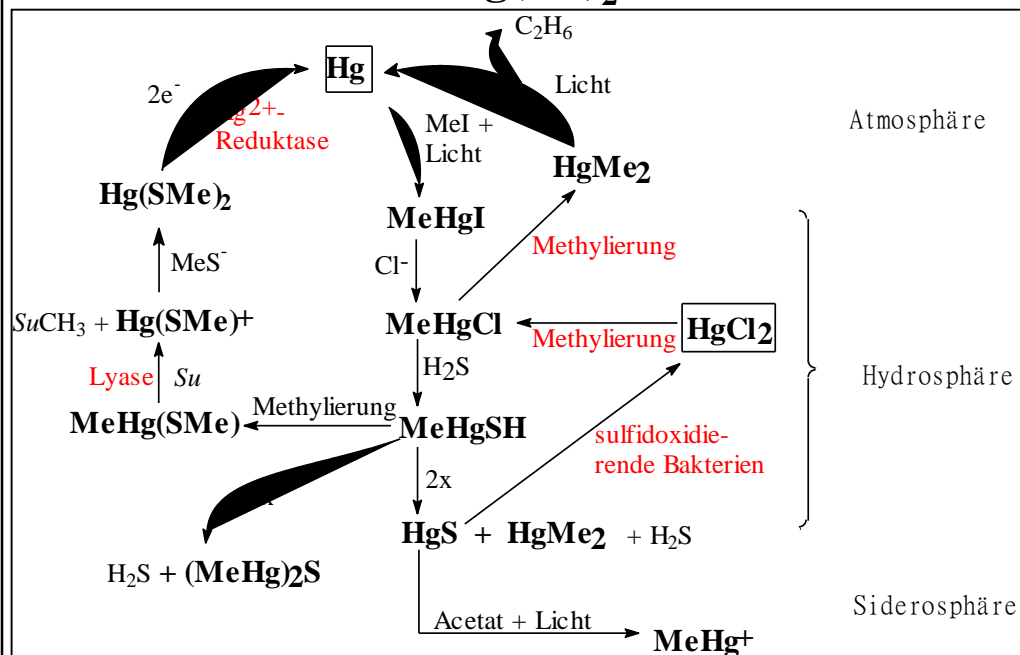 C₂H₆
Hg
2e⁻
Licht
Reduktase
MeI +
Licht
Atmosphäre
HgMe₂
Hg(SMe)₂
MeHgI
MeS⁻
Cl⁻
Methylierung
SuCH₃ + Hg(SMe)⁺
MeHgCl
Methylierung
HgCl₂
Lyase
Su
H₂S
Hydrosphäre
MeHg(SMe)
Methylierung
MeHgSH
sulfidoxidie-
rende Bakterien
2x
HgS + HgMe₂ + H₂S
H₂S + (MeHg)₂S
Siderosphäre
Acetat + Licht
MeHg⁺